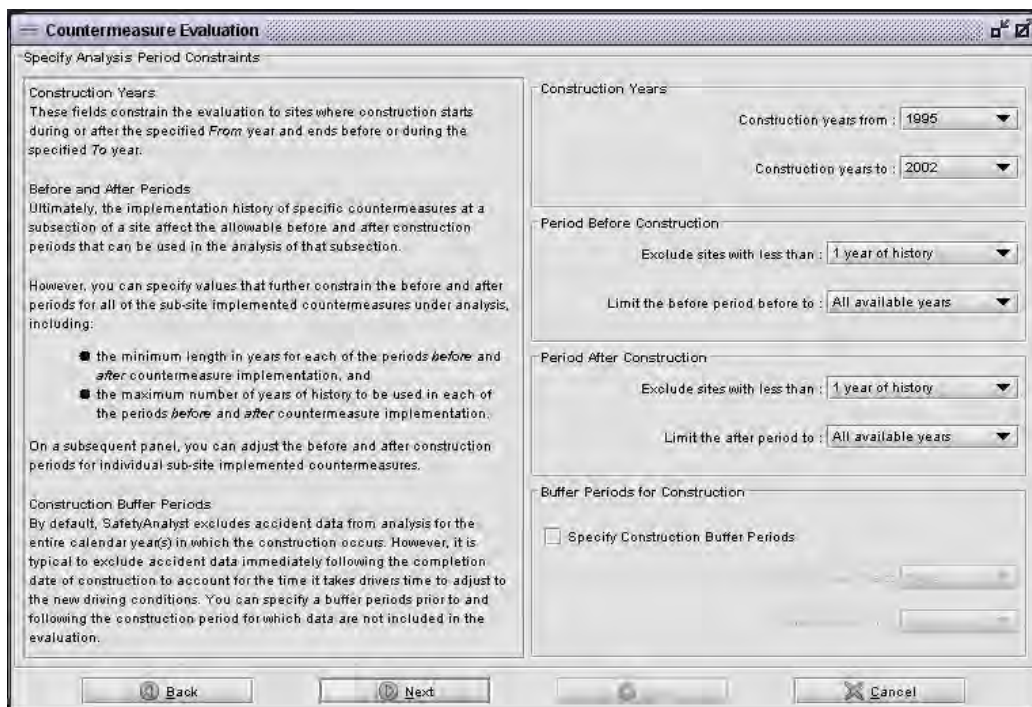 Countermeasure Evaluation
Specify Analysis Period Constraints
Construction Years
These fields constrain the evaluation to sites where construction starts
during or after the specified From year and ends before or during the
specified To year.
Before and After Periods
Ultimately, the implementation history of specific countermeasures at a
subsection of a site affect the allowable before and after construction
periods that can be used in the analysis of that subsection.
However, you can specify values that further constrain the before and after
periods for all of the sub-site implemented countermeasures under analysis,
including:
the minimum length in years for each of the periods before and
after countermeasure implementation, and
the maximum number of years of history to be used in each of
the periods before and after countermeasure implementation.
On a subsequent panel, you can adjust the before and after construction
periods for individual sub-site implemented countermeasures.
Construction Buffer Periods
By default, SafetyAnalyst excludes accident data from analysis for the
entire calendar year(s) in which the construction occurs. However, it is
typical to exclude accident data immediately following the completion
date of construction to account for the time it takes drivers time to adjust to
the new driving conditions. You can specify a buffer periods prior to and
following the construction period for which data are not included in the
evaluation.
Construction Years
Construction years from : 1995
Construction years to : 2002
Period Before Construction
Exclude sites with less than : 1 year of history
Limit the before period before to : All available years
Period After Construction
Exclude sites with less than : 1 year of history
Limit the after period to : All available years
Buffer Periods for Construction
Specify Construction Buffer Periods
Back
Next
Cancel